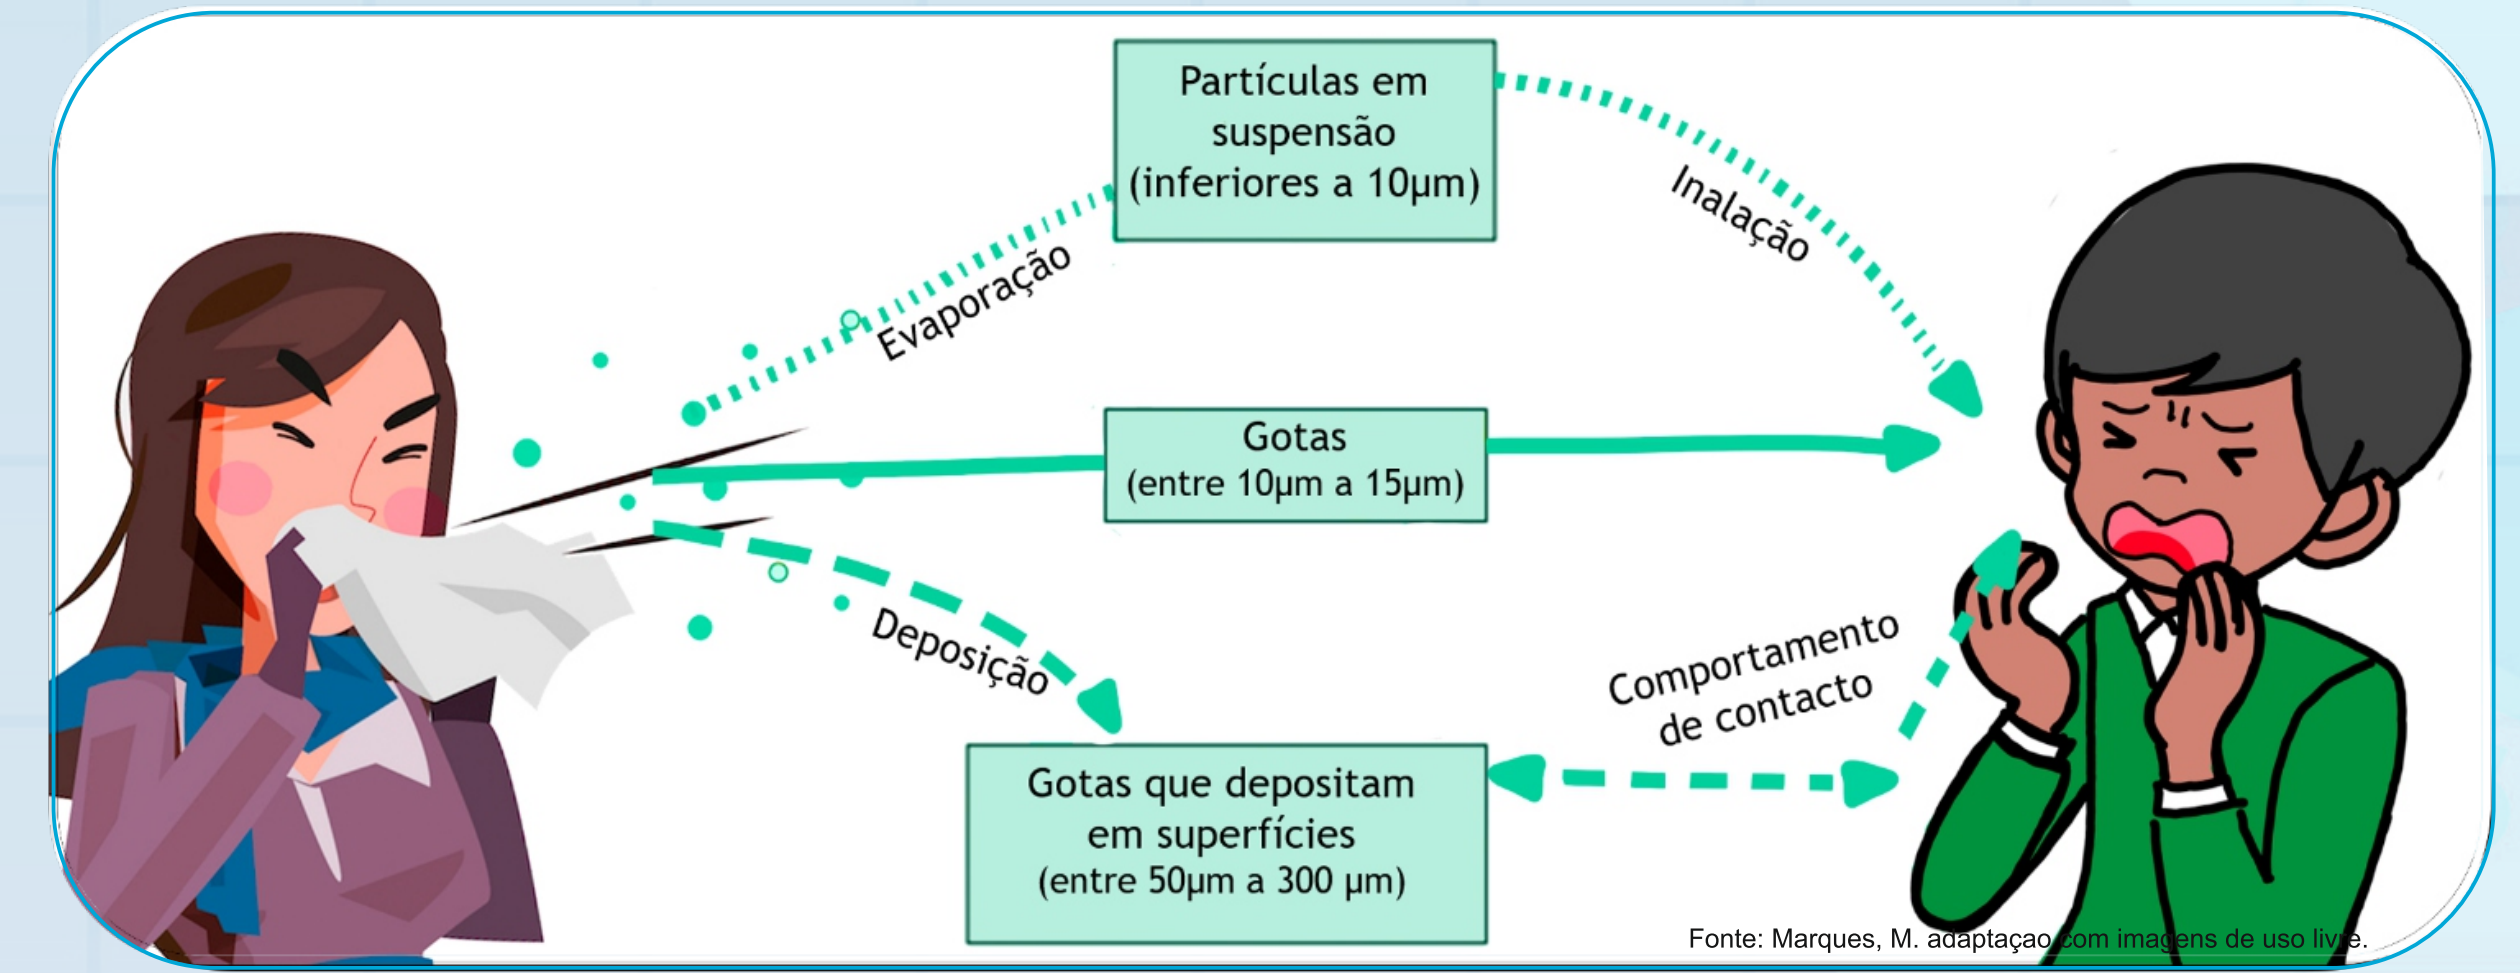 Partículas em
suspensão
(inferiores a 10µm)
Inalação
Evaporação
Gotas
(entre 10µm a 15µm)
Deposição
Comportamento
de contacto
Gotas que depositam
em superfícies
(entre 50µm a 300 µm)
Fonte: Marques, M. adaptaçao com imagens de uso livre.